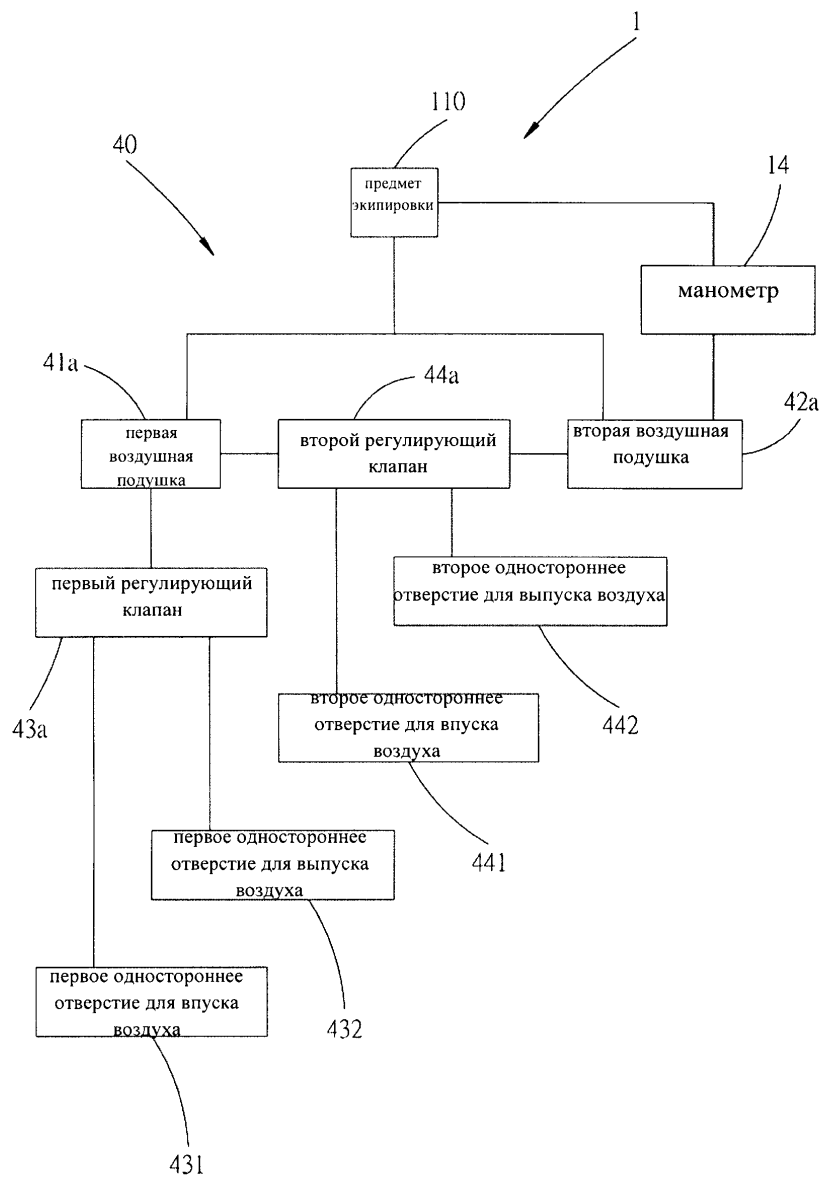 1
110
40
14
предмет
экипировки
манометр
41a
44a
42a
первая
воздушная
подушка
второй регулирующий
клапан
вторая воздушная
подушка
первый регулирующий
клапан
второе одностороннее
отверстие для выпуска воздуха
43a
442
второе одностороннее
отверстие для впуска
воздуха
441
первое одностороннее
отверстие для выпуска
воздуха
432
первое одностороннее
отверстие для впуска
воздуха
431